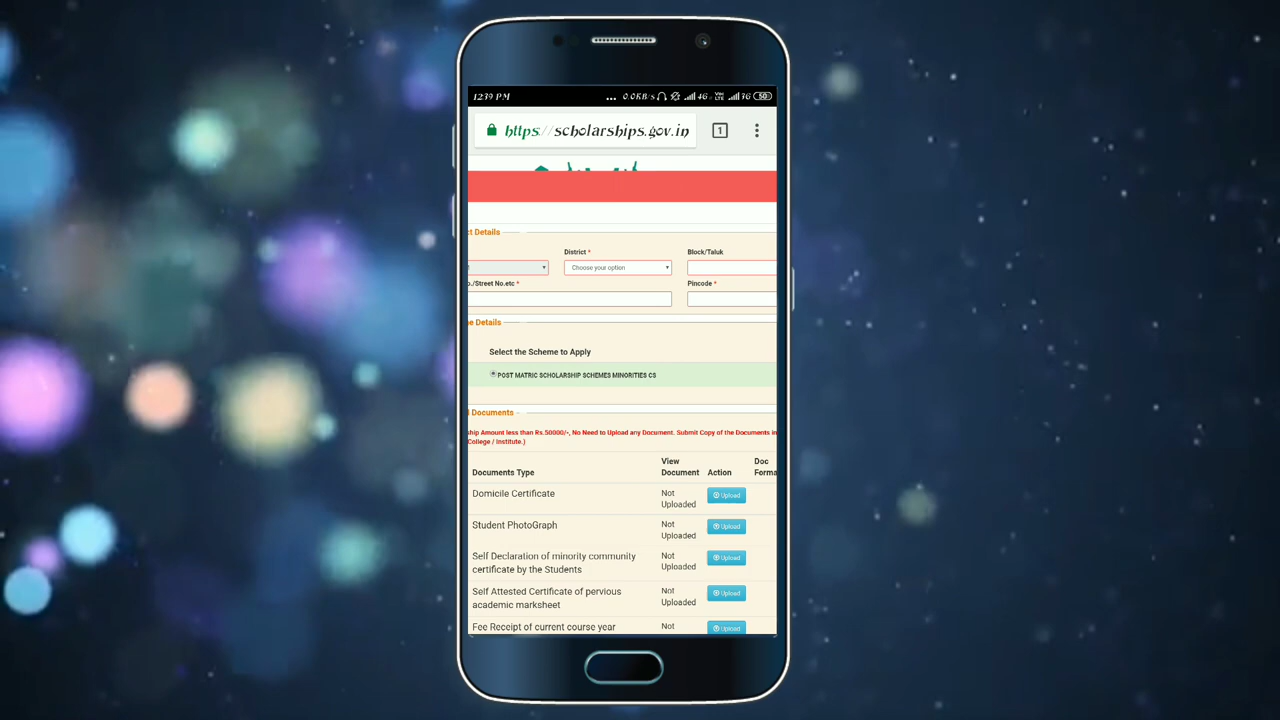 12:39 PM ... 0.0KB/s 4G VoLTE 3G 50
https://scholarships.gov.in 1
ct Details
District * Block/Taluk
Choose your option
o./Street No.etc * Pincode *
e Details
Select the Scheme to Apply
POST MATRIC SCHOLARSHIP SCHEMES MINORITIES CS
Documents
hip Amount less than Rs.50000/-, No Need to Upload any Document. Submit Copy of the Documents in
College / Institute.)
View Doc
Documents Type Document Action Forma
Domicile Certificate Not Upload
Uploaded
Student PhotoGraph Not Upload
Uploaded
Self Declaration of minority community Not Upload
certificate by the Students Uploaded
Self Attested Certificate of pervious Not Upload
academic marksheet Uploaded
Fee Receipt of current course year Not Upload